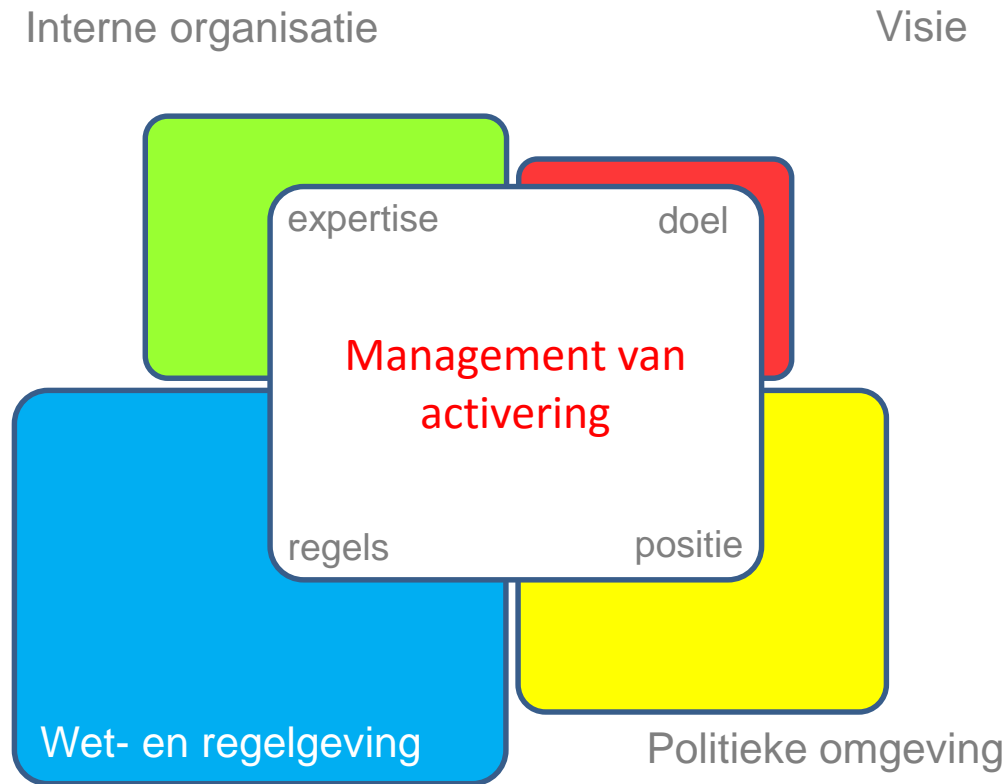 Interne organisatie
Visie
expertise
doel
Management van
activering
regels
positie
Wet- en regelgeving
Politieke omgeving